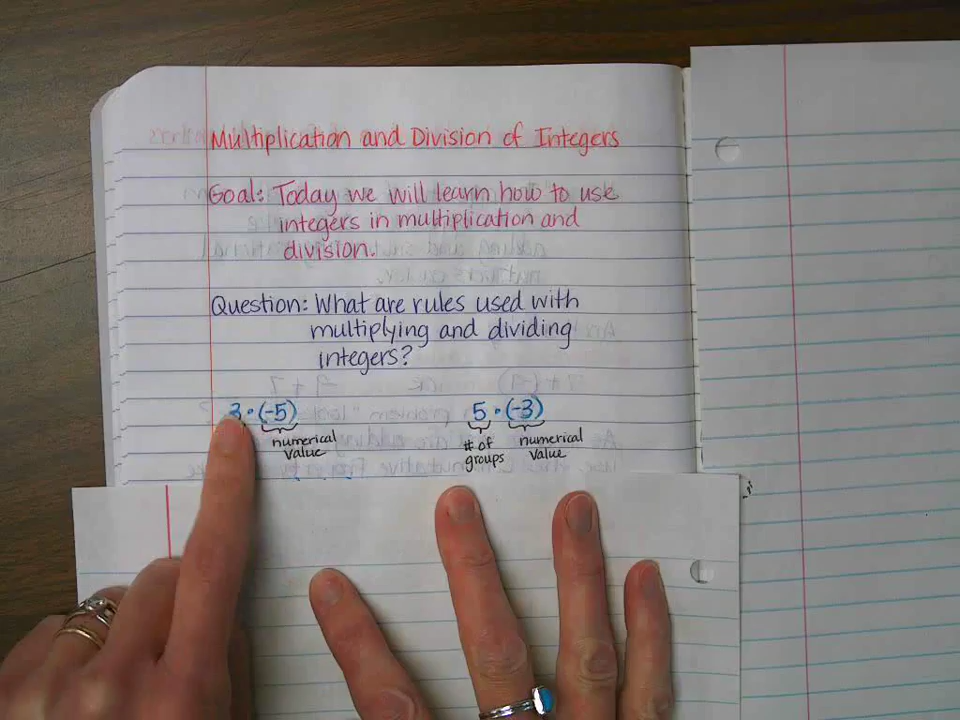 Multiplication and Division of Integers
Goal: Today we will learn how to use
integers in multiplication and
division.
Question: What are rules used with
multiplying and dividing
integers?
3 · (-5) 5 · (-3)
numerical value # of groups numerical value